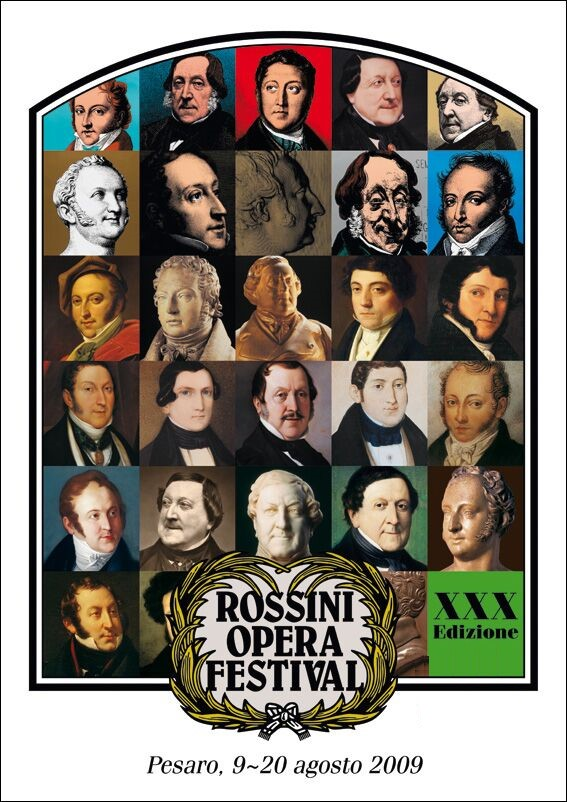 XXX
Edizione
ROSSINI
OPERA
FESTIVAL
Pesaro, 9~20 agosto 2009